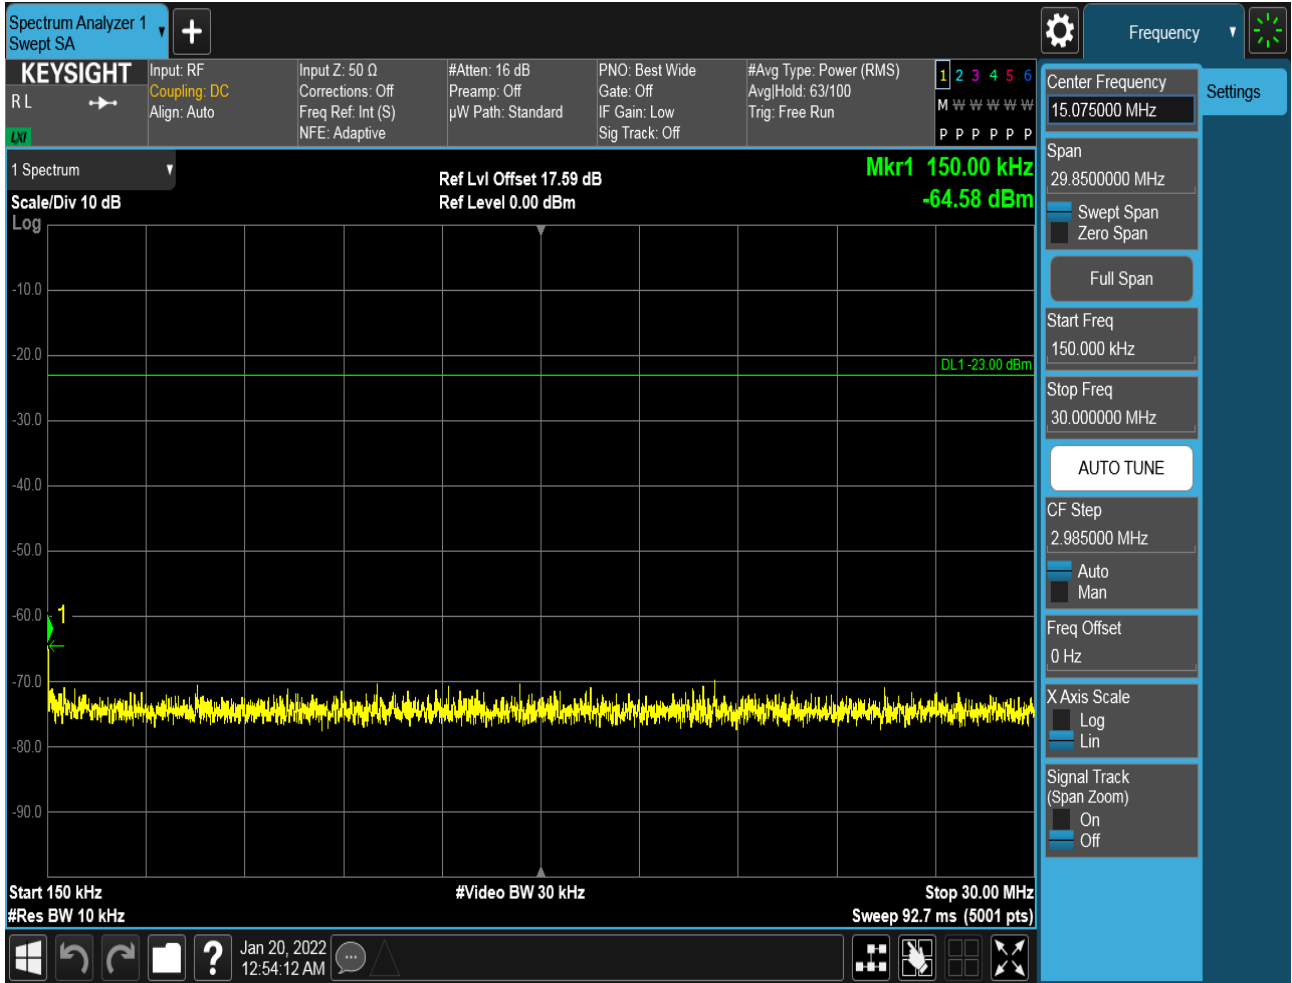 Spectrum Analyzer 1
Swept SA
Frequency
KEYSIGHT
R L
LXI
Input: RF
Coupling: DC
Align: Auto
Input Z: 50 Ω
Corrections: Off
Freq Ref: Int (S)
NFE: Adaptive
#Atten: 16 dB
Preamp: Off
µW Path: Standard
PNO: Best Wide
Gate: Off
IF Gain: Low
Sig Track: Off
#Avg Type: Power (RMS)
Avg|Hold: 63/100
Trig: Free Run
1 2 3 4 5 6
M W W W W W
P P P P P P
1 Spectrum
Scale/Div 10 dB
Log
Ref Lvl Offset 17.59 dB
Ref Level 0.00 dBm
Mkr1 150.00 kHz
-64.58 dBm
-10.0
-20.0
DL1 -23.00 dBm
-30.0
-40.0
-50.0
-60.0
1
-70.0
-80.0
-90.0
Start 150 kHz
#Video BW 30 kHz
Stop 30.00 MHz
#Res BW 10 kHz
Sweep 92.7 ms (5001 pts)
?
Jan 20, 2022
12:54:12 AM
Center Frequency
15.075000 MHz
Settings
Span
29.8500000 MHz
Swept Span
Zero Span
Full Span
Start Freq
150.000 kHz
Stop Freq
30.000000 MHz
AUTO TUNE
CF Step
2.985000 MHz
Auto
Man
Freq Offset
0 Hz
X Axis Scale
Log
Lin
Signal Track
(Span Zoom)
On
Off